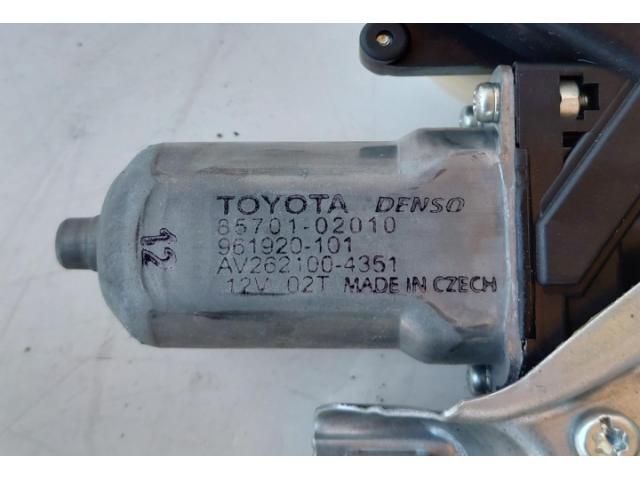 TOYOTA DENSO
85701-02010
961920-101
AV262100-4351
12V 02T MADE IN CZECH
12